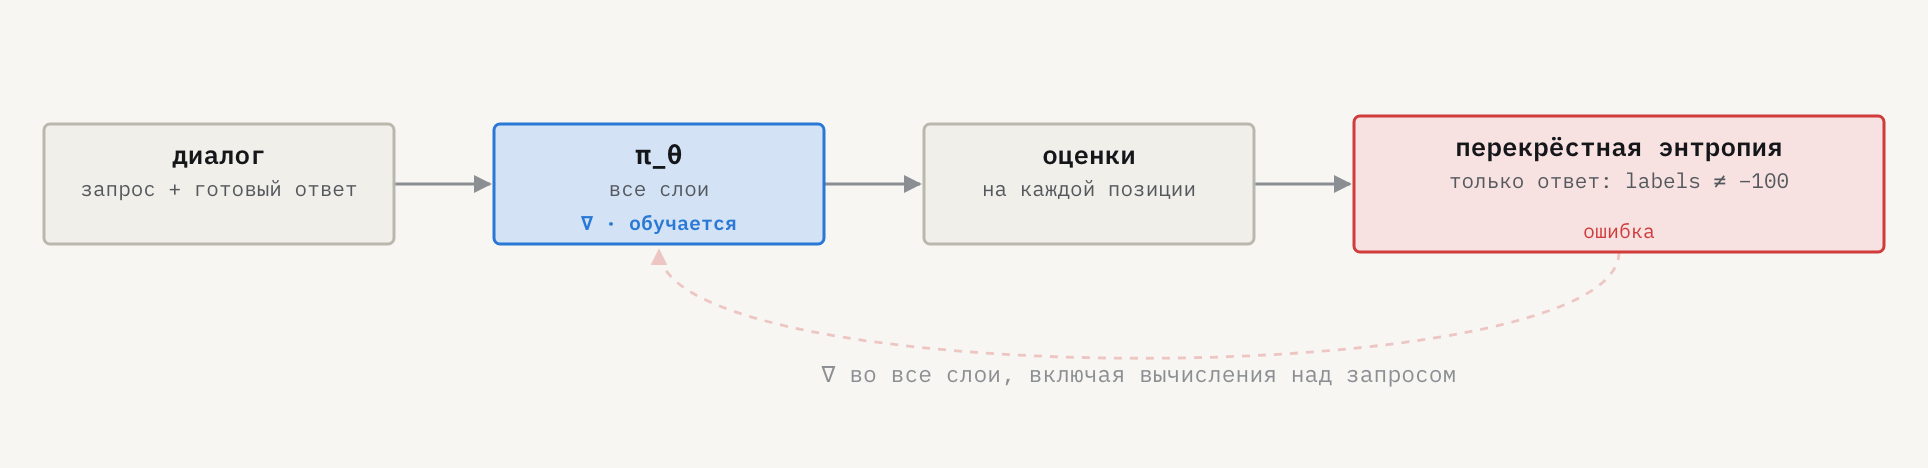 диалог
запрос + готовый ответ
π_θ
все слои
∇ · обучается
оценки
на каждой позиции
перекрёстная энтропия
только ответ: labels ≠ −100
ошибка
∇ во все слои, включая вычисления над запросом